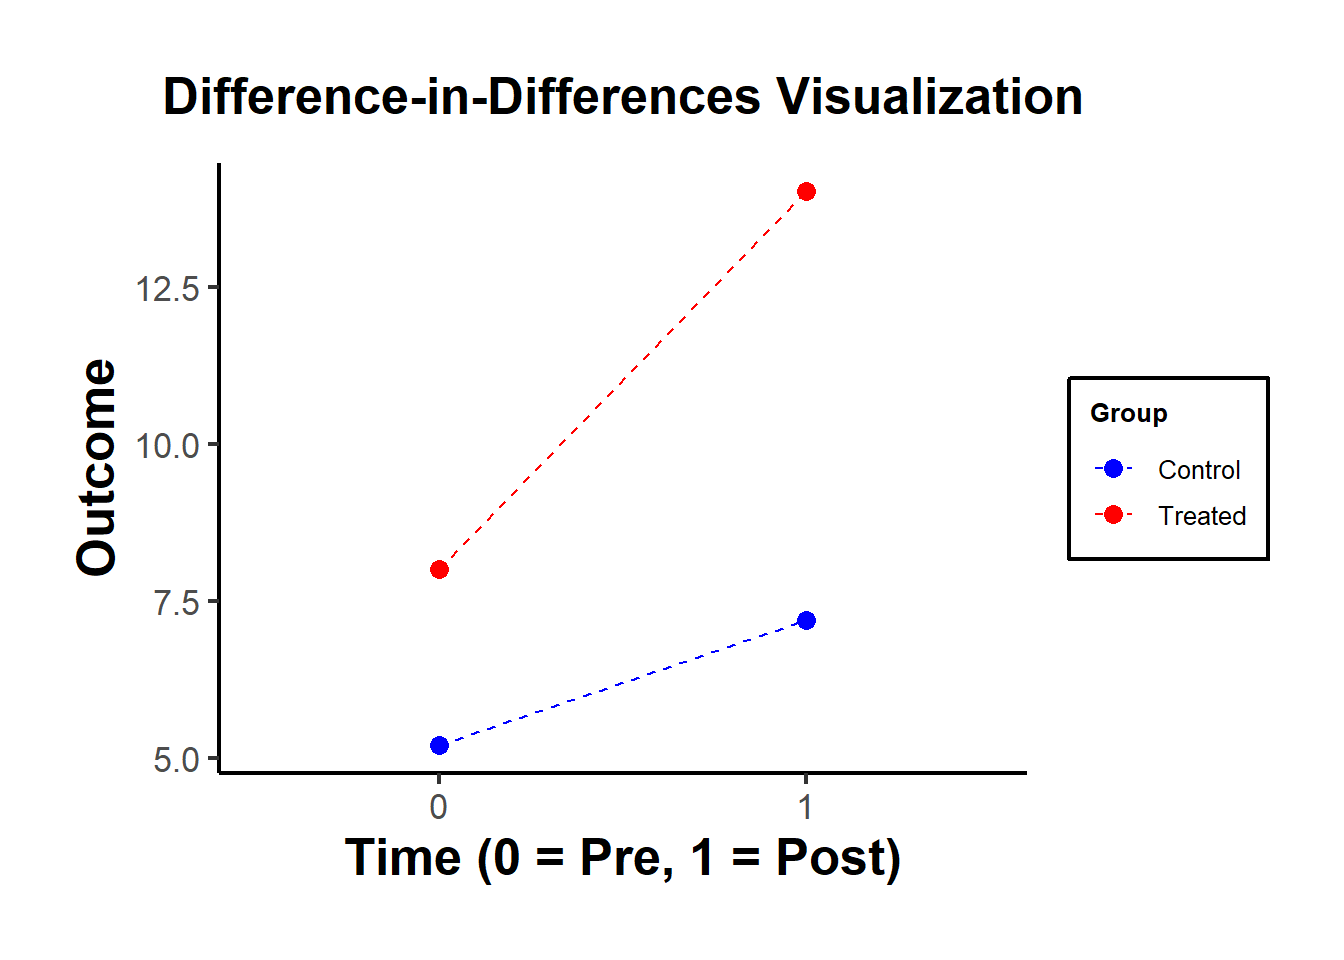 Difference-in-Differences Visualization
Outcome
12.5
10.0
7.5
5.0
0 1
Time (0 = Pre, 1 = Post)
Group
Control
Treated